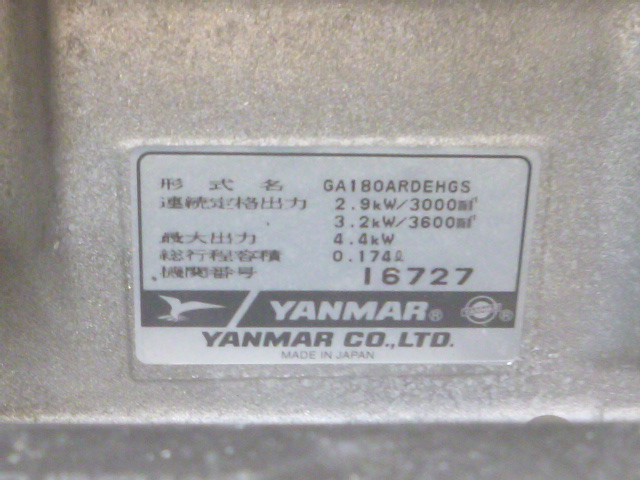 形式名 GA180ARDEHGS
連続定格出力 2.9kW/3000min⁻¹
3.2kW/3600min⁻¹
最大出力 4.4kW
総行程容積 0.174ℓ
機関番号 16727
YANMAR®
®
YANMAR CO.,LTD.
MADE IN JAPAN